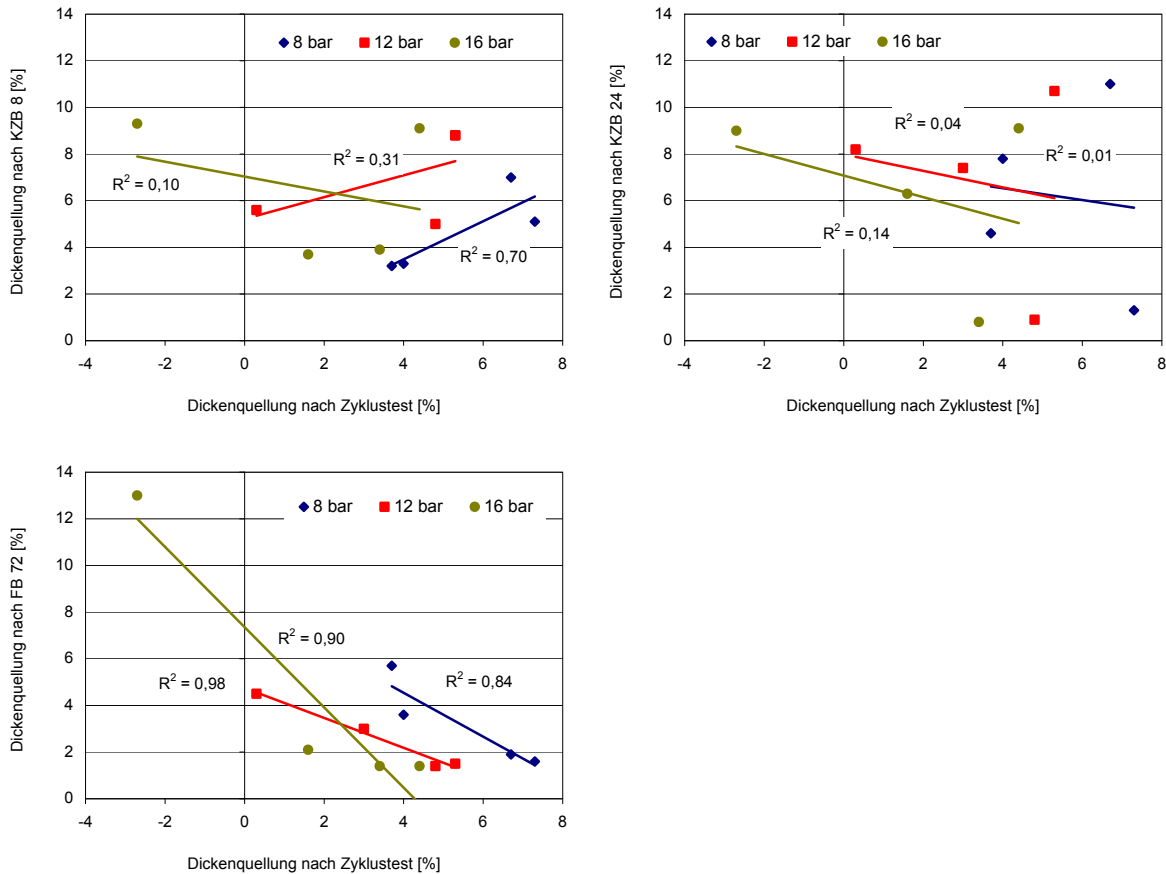 14
12
10
8
6
4
2
0
-4 -2 0 2 4 6 8
Dickenquellung nach KZB 8 [%]
Dickenquellung nach Zyklustest [%]
8 bar 12 bar 16 bar
R² = 0,31
R² = 0,10
R² = 0,70
14
12
10
8
6
4
2
0
-4 -2 0 2 4 6 8
Dickenquellung nach KZB 24 [%]
Dickenquellung nach Zyklustest [%]
8 bar 12 bar 16 bar
R² = 0,04
R² = 0,01
R² = 0,14
14
12
10
8
6
4
2
0
-4 -2 0 2 4 6 8
Dickenquellung nach FB 72 [%]
Dickenquellung nach Zyklustest [%]
8 bar 12 bar 16 bar
R² = 0,90
R² = 0,98
R² = 0,84